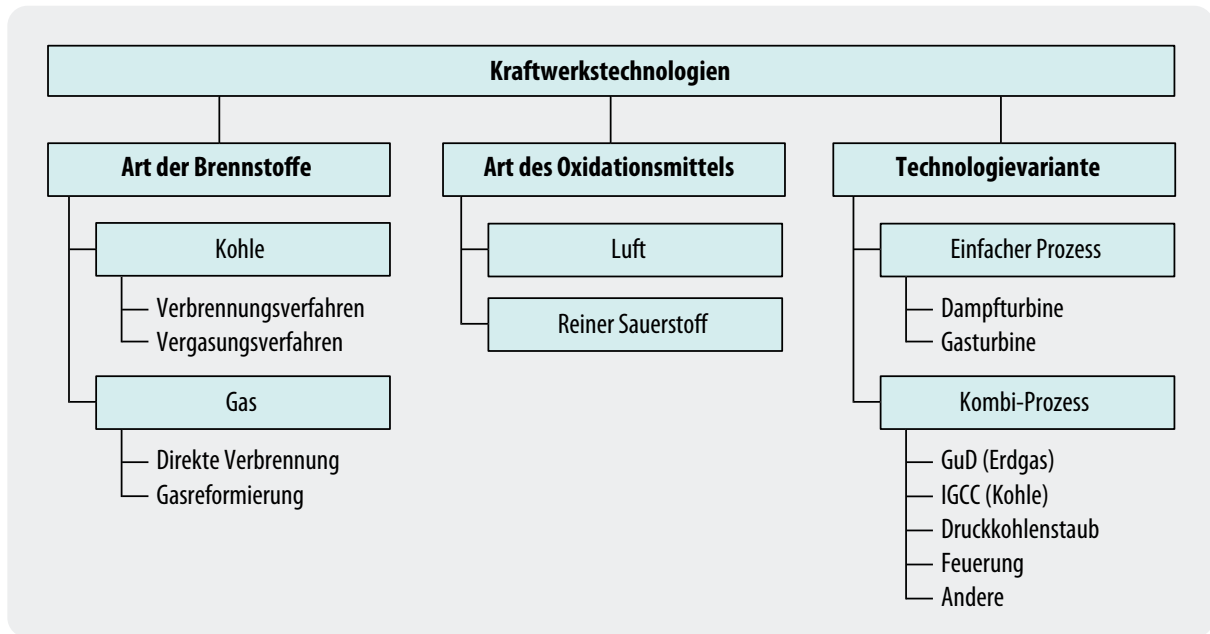 Kraftwerkstechnologien
Art der Brennstoffe
Kohle
Verbrennungsverfahren
Vergasungsverfahren
Gas
Direkte Verbrennung
Gasreformierung
Art des Oxidationsmittels
Luft
Reiner Sauerstoff
Technologievariante
Einfacher Prozess
Dampfturbine
Gasturbine
Kombi-Prozess
GuD (Erdgas)
IGCC (Kohle)
Druckkohlenstaub
Feuerung
Andere